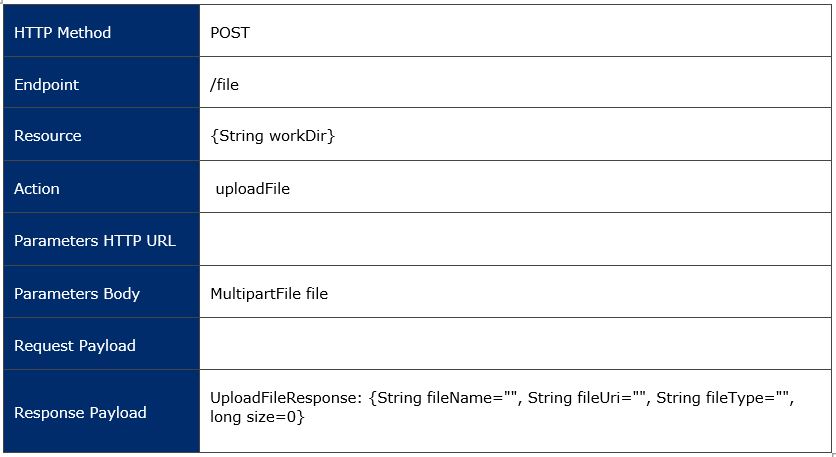 HTTP Method POST
Endpoint /file
Resource {String workDir}
Action uploadFile
Parameters HTTP URL
Parameters Body MultipartFile file
Request Payload
Response Payload UploadFileResponse: {String fileName="", String fileUri="", String fileType="",
long size=0}